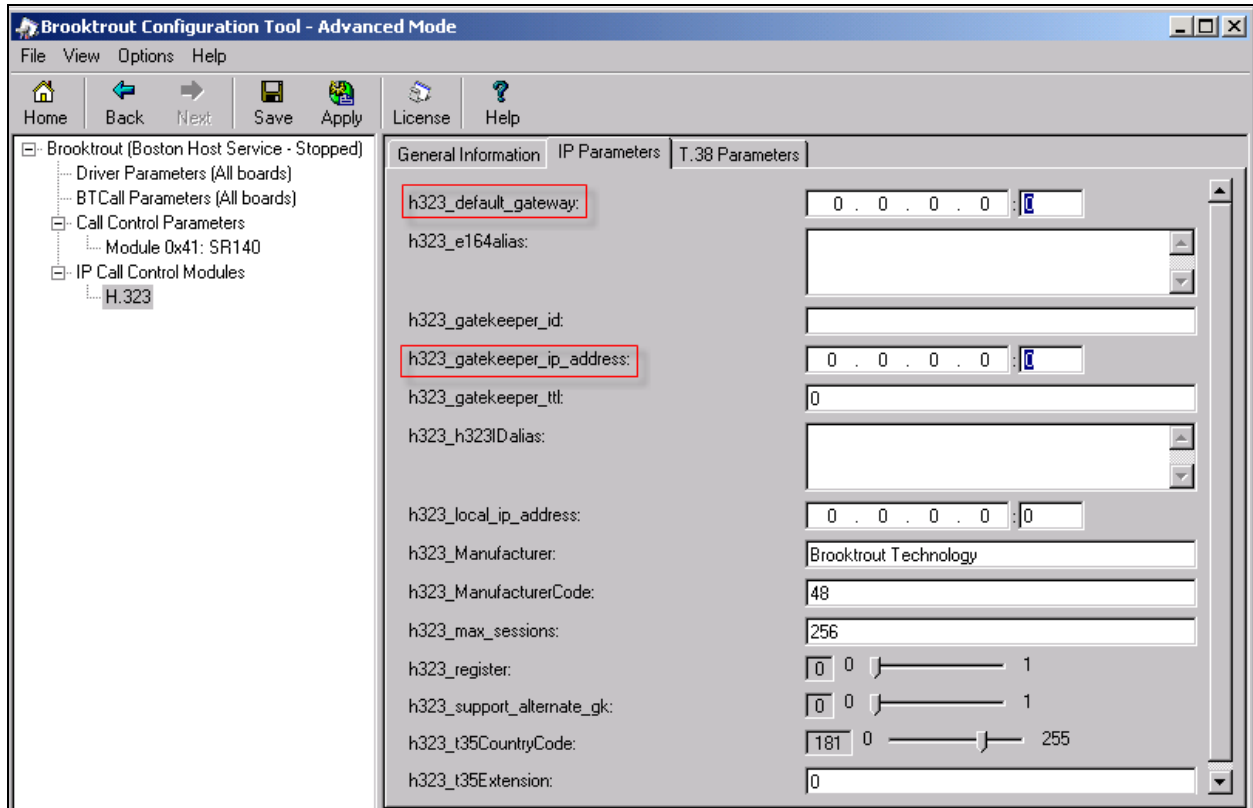 Brooktrout Configuration Tool - Advanced Mode
File View Options Help
Home Back Next Save Apply License Help
Brooktrout (Boston Host Service - Stopped)
Driver Parameters (All boards)
BTCall Parameters (All boards)
Call Control Parameters
Module 0x41: SR140
IP Call Control Modules
H.323
General Information IP Parameters T.38 Parameters
h323_default_gateway: 0 . 0 . 0 . 0 : 0
h323_e164alias:
h323_gatekeeper_id:
h323_gatekeeper_ip_address: 0 . 0 . 0 . 0 : 0
h323_gatekeeper_ttl: 0
h323_h323IDalias:
h323_local_ip_address: 0 . 0 . 0 . 0 : 0
h323_Manufacturer: Brooktrout Technology
h323_ManufacturerCode: 48
h323_max_sessions: 256
h323_register: 0 0 1
h323_support_alternate_gk: 0 0 1
h323_t35CountryCode: 181 0 255
h323_t35Extension: 0